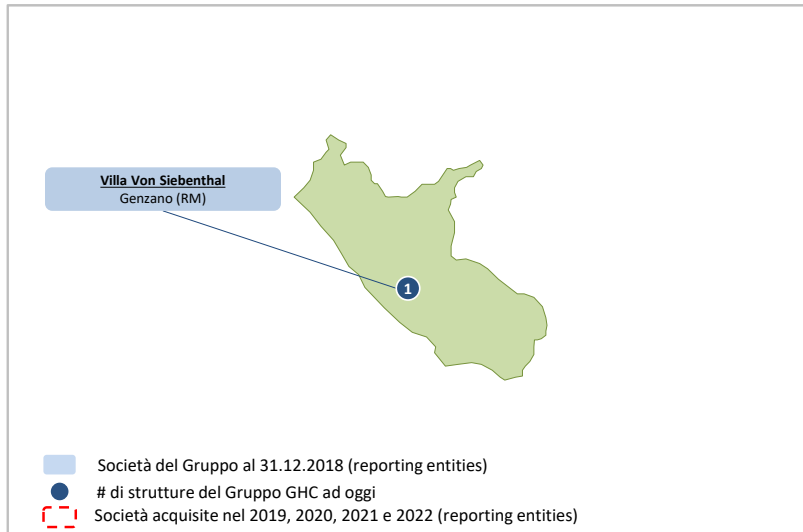 Villa Von Siebenthal
Genzano (RM)
1
Società del Gruppo al 31.12.2018 (reporting entities)
# di strutture del Gruppo GHC ad oggi
Società acquisite nel 2019, 2020, 2021 e 2022 (reporting entities)